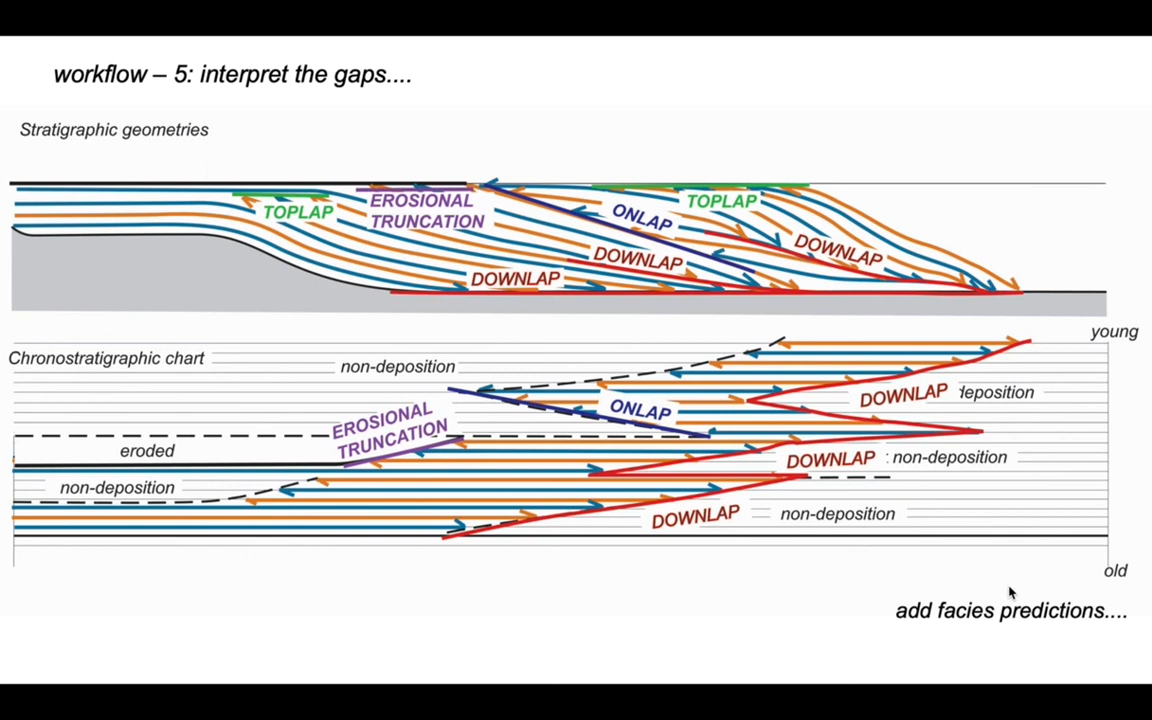 workflow – 5: interpret the gaps....
Stratigraphic geometries
TOPLAP
EROSIONAL
TRUNCATION
ONLAP
TOPLAP
DOWNLAP
DOWNLAP
DOWNLAP
young
Chronostratigraphic chart
non-deposition
DOWNLAP
deposition
ONLAP
EROSIONAL
TRUNCATION
eroded
DOWNLAP
: non-deposition
non-deposition
DOWNLAP
non-deposition
old
add facies predictions....